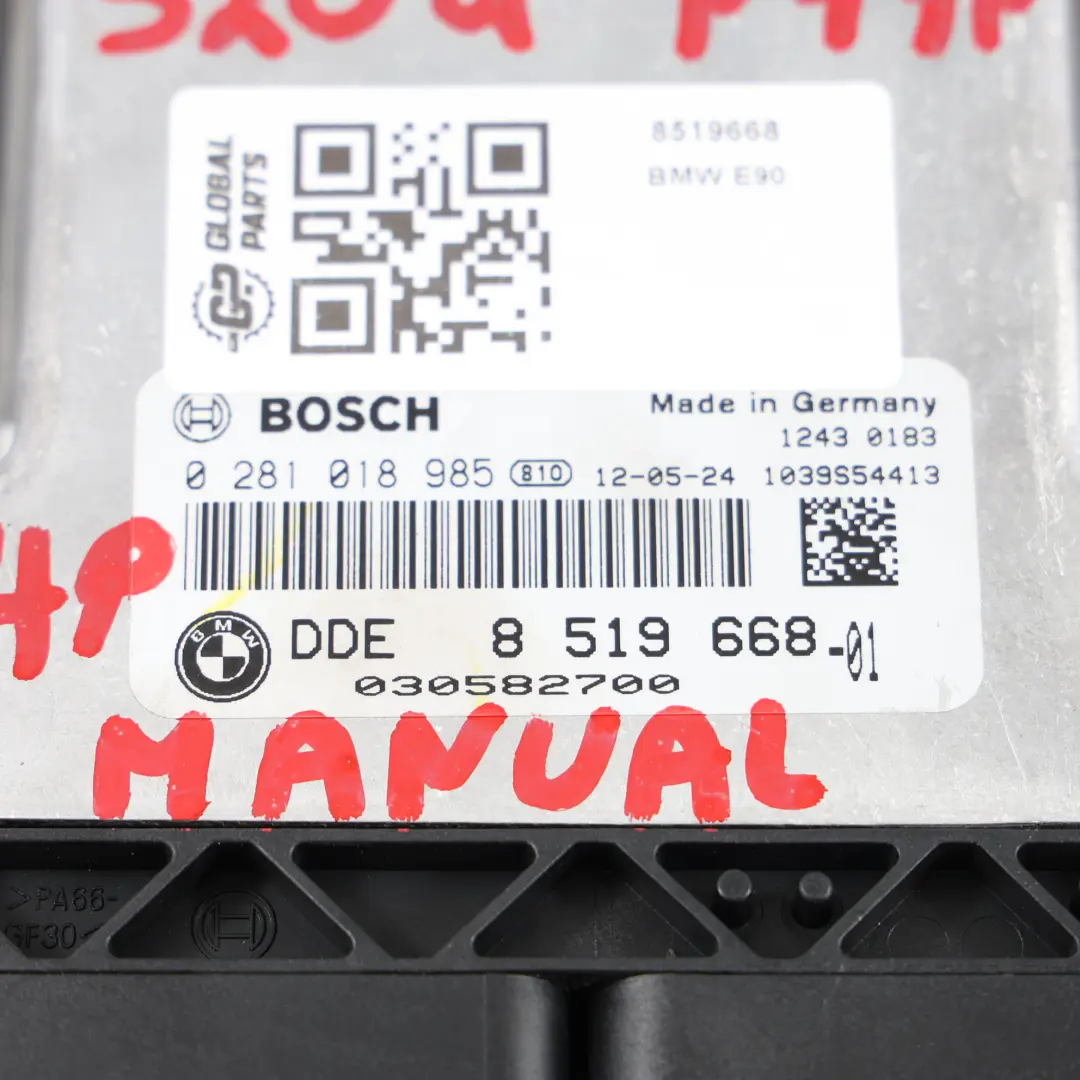 GLOBAL
PARTS
8519668
BMW E90
BOSCH
Made in Germany
1243 0183
0 281 018 985 810 12-05-24 1039S54413
BMW
DDE 8 519 668-01
030582700
MANUAL
>PA66-
GF30<